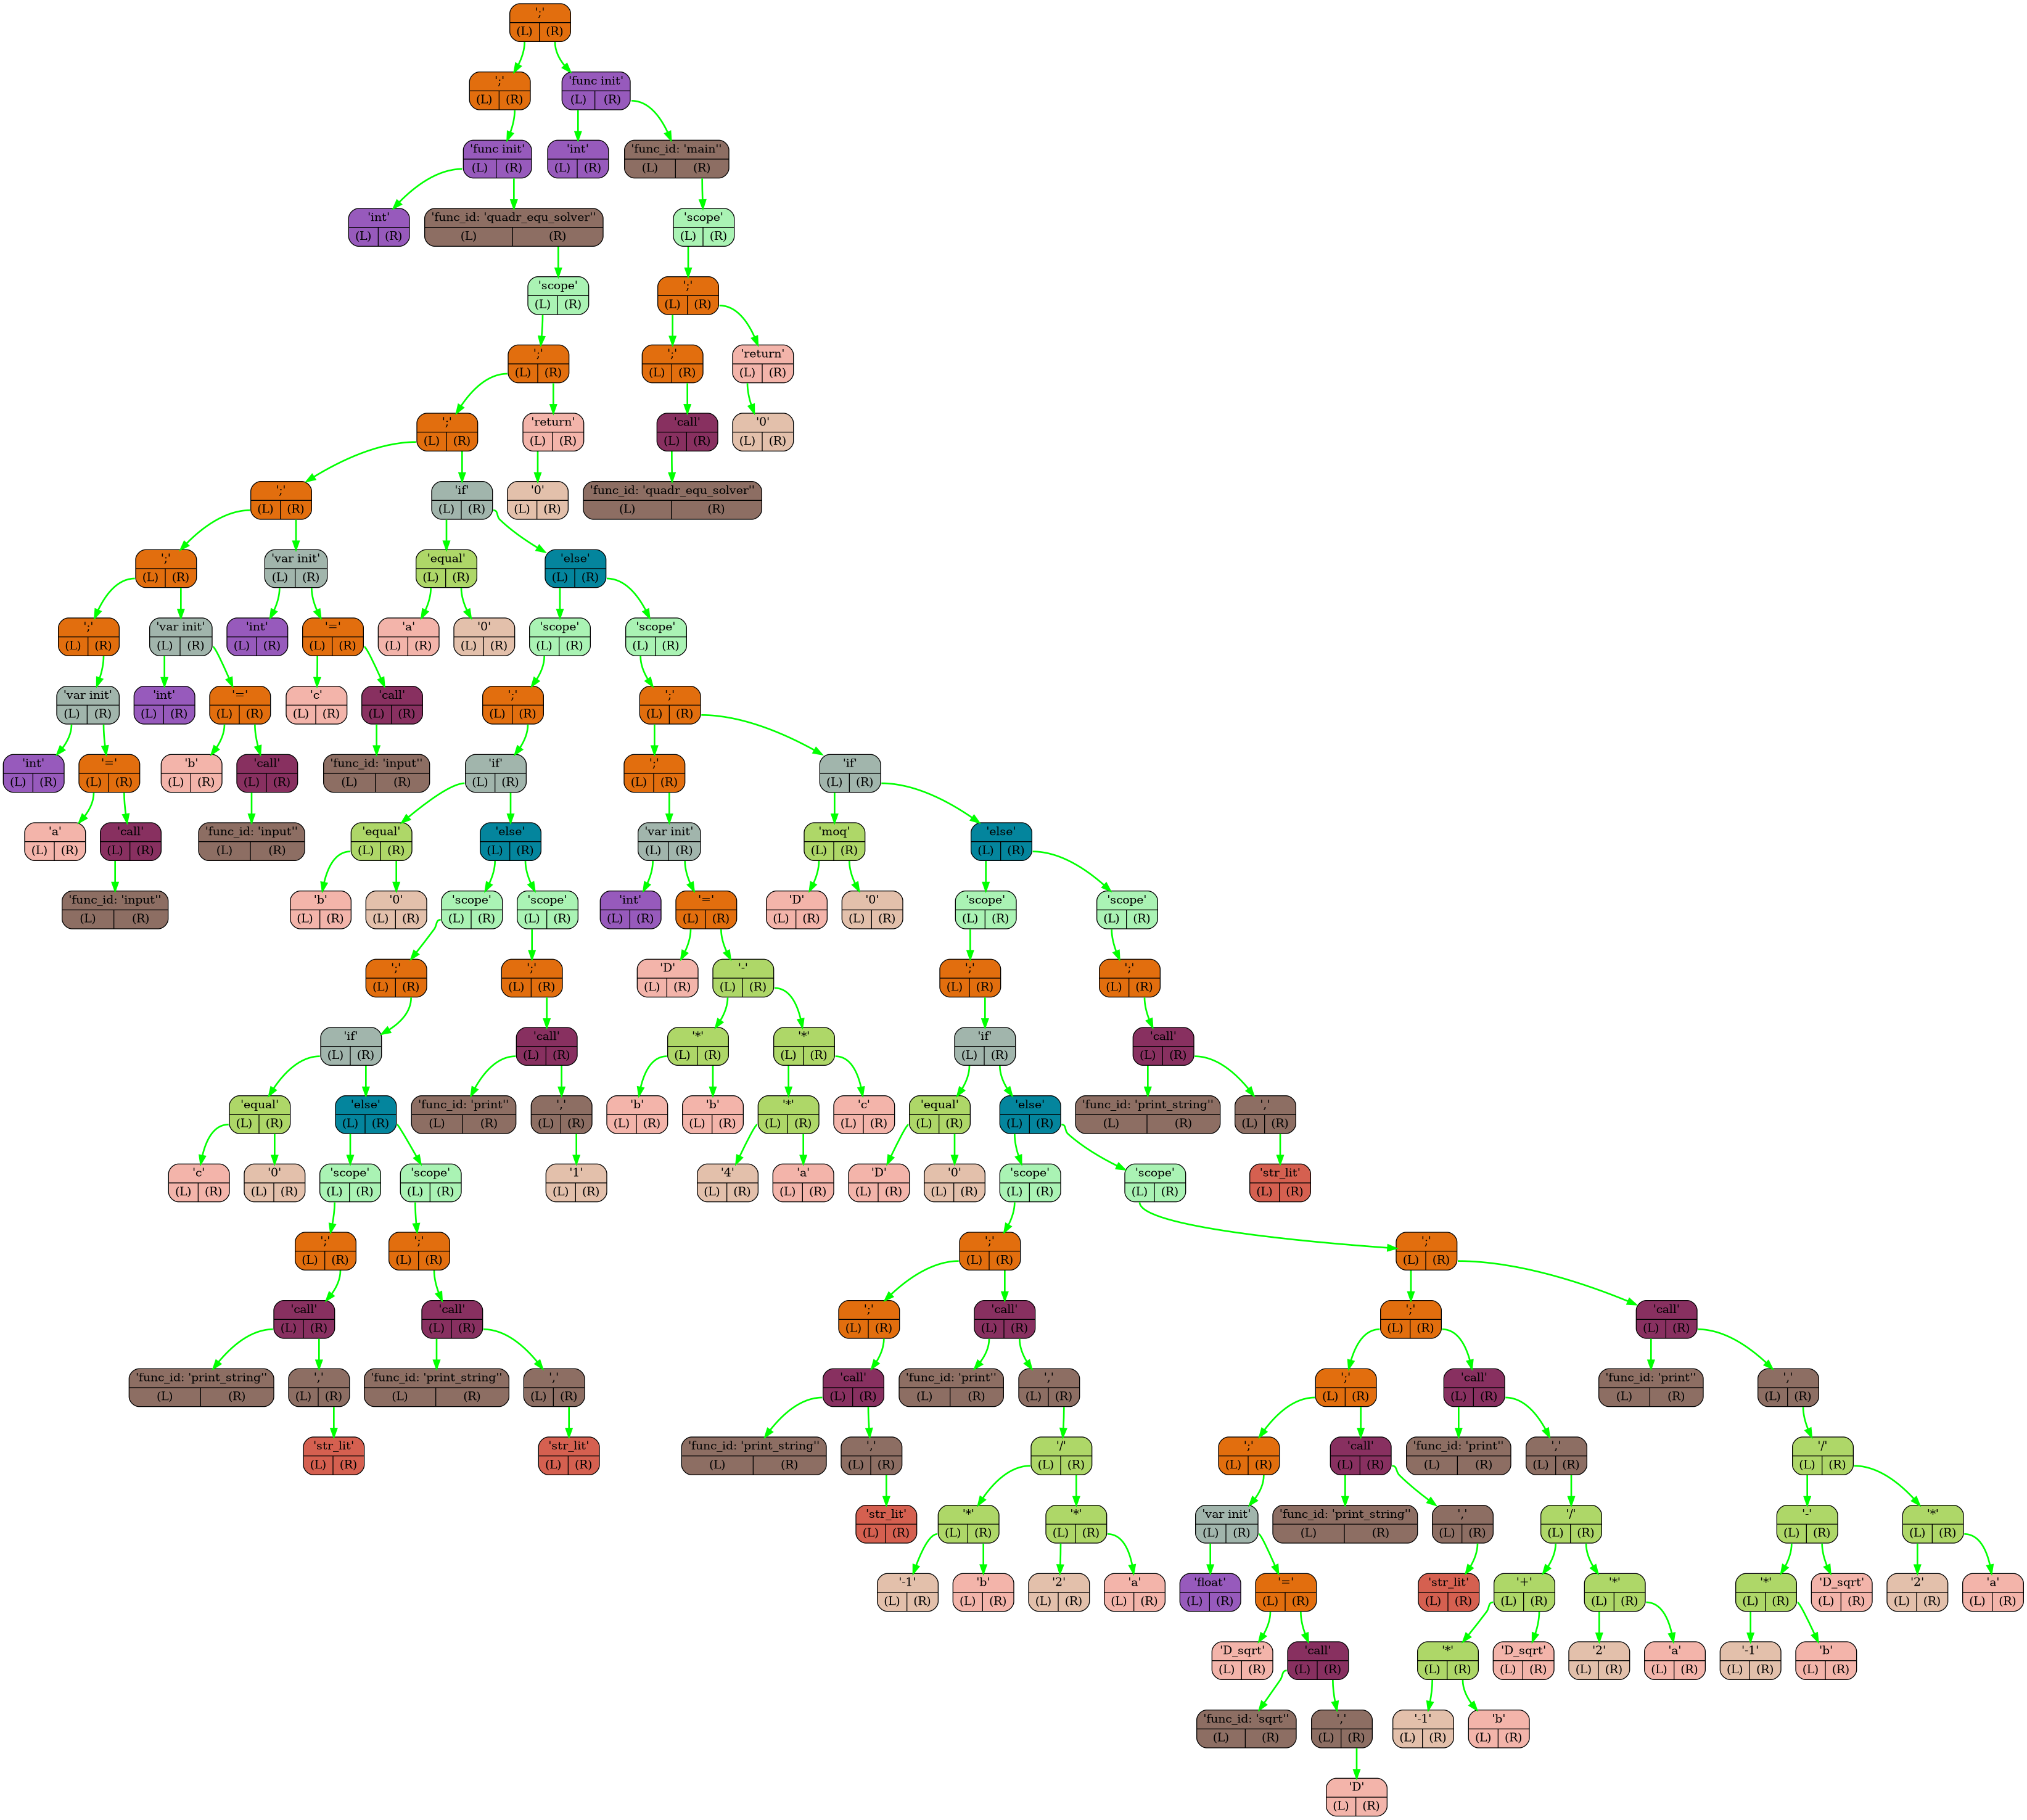 ';'
(L) (R)
';' 'func init'
(L) (R) (L) (R)
'func init' 'int' 'func_id: 'main''
(L) (R) (L) (R) (L) (R)
'int' 'func_id: 'quadr_equ_solver'' 'scope'
(L) (R) (L) (R) (L) (R)
'scope' ';'
(L) (R) (L) (R)
';' ';' 'return'
(L) (R) (L) (R) (L) (R)
';' 'return' 'call' '0'
(L) (R) (L) (R) (L) (R) (L) (R)
';' 'if' '0' 'func_id: 'quadr_equ_solver''
(L) (R) (L) (R) (L) (R) (L) (R)
';' 'var init' 'equal' 'else'
(L) (R) (L) (R) (L) (R) (L) (R)
';' 'var init' 'int' '=' 'a' '0' 'scope' 'scope'
(L) (R) (L) (R) (L) (R) (L) (R) (L) (R) (L) (R) (L) (R) (L) (R)
'var init' 'int' '=' 'c' 'call' ';' ';'
(L) (R) (L) (R) (L) (R) (L) (R) (L) (R) (L) (R) (L) (R)
'int' '=' 'b' 'call' 'func_id: 'input'' 'if' ';' 'if'
(L) (R) (L) (R) (L) (R) (L) (R) (L) (R) (L) (R) (L) (R) (L) (R)
'a' 'call' 'func_id: 'input'' 'equal' 'else' 'var init' 'moq' 'else'
(L) (R) (L) (R) (L) (R) (L) (R) (L) (R) (L) (R) (L) (R) (L) (R)
'func_id: 'input'' 'b' '0' 'scope' 'scope' 'int' '=' 'D' '0' 'scope' 'scope'
(L) (R) (L) (R) (L) (R) (L) (R) (L) (R) (L) (R) (L) (R) (L) (R) (L) (R) (L) (R) (L) (R)
';' ';' 'D' '-' ';' ';'
(L) (R) (L) (R) (L) (R) (L) (R) (L) (R) (L) (R)
'if' 'call' '*' '*' 'if' 'call'
(L) (R) (L) (R) (L) (R) (L) (R) (L) (R) (L) (R)
'equal' 'else' 'func_id: 'print'' ',' 'b' 'b' '*' 'c' 'equal' 'else' 'func_id: 'print_string'' ','
(L) (R) (L) (R) (L) (R) (L) (R) (L) (R) (L) (R) (L) (R) (L) (R) (L) (R) (L) (R) (L) (R) (L) (R)
'c' '0' 'scope' 'scope' '1' '4' 'a' 'D' '0' 'scope' 'scope' 'str_lit'
(L) (R) (L) (R) (L) (R) (L) (R) (L) (R) (L) (R) (L) (R) (L) (R) (L) (R) (L) (R) (L) (R) (L) (R)
';' ';' ';' ';'
(L) (R) (L) (R) (L) (R) (L) (R)
'call' 'call' ';' 'call' ';' 'call'
(L) (R) (L) (R) (L) (R) (L) (R) (L) (R) (L) (R)
'func_id: 'print_string'' ',' 'func_id: 'print_string'' ',' 'call' 'func_id: 'print'' ',' ';' 'call' 'func_id: 'print'' ','
(L) (R) (L) (R) (L) (R) (L) (R) (L) (R) (L) (R) (L) (R) (L) (R) (L) (R) (L) (R) (L) (R)
'str_lit' 'str_lit' 'func_id: 'print_string'' ',' '/' ';' 'call' 'func_id: 'print'' ',' '/'
(L) (R) (L) (R) (L) (R) (L) (R) (L) (R) (L) (R) (L) (R) (L) (R) (L) (R) (L) (R)
'str_lit' '*' '*' 'var init' 'func_id: 'print_string'' ',' '/' '-' '*'
(L) (R) (L) (R) (L) (R) (L) (R) (L) (R) (L) (R) (L) (R) (L) (R) (L) (R)
'-1' 'b' '2' 'a' 'float' '=' 'str_lit' '+' '*' '*' 'D_sqrt' '2' 'a'
(L) (R) (L) (R) (L) (R) (L) (R) (L) (R) (L) (R) (L) (R) (L) (R) (L) (R) (L) (R) (L) (R) (L) (R) (L) (R)
'D_sqrt' 'call' '*' 'D_sqrt' '2' 'a' '-1' 'b'
(L) (R) (L) (R) (L) (R) (L) (R) (L) (R) (L) (R) (L) (R) (L) (R)
'func_id: 'sqrt'' ',' '-1' 'b'
(L) (R) (L) (R) (L) (R) (L) (R)
'D'
(L) (R)